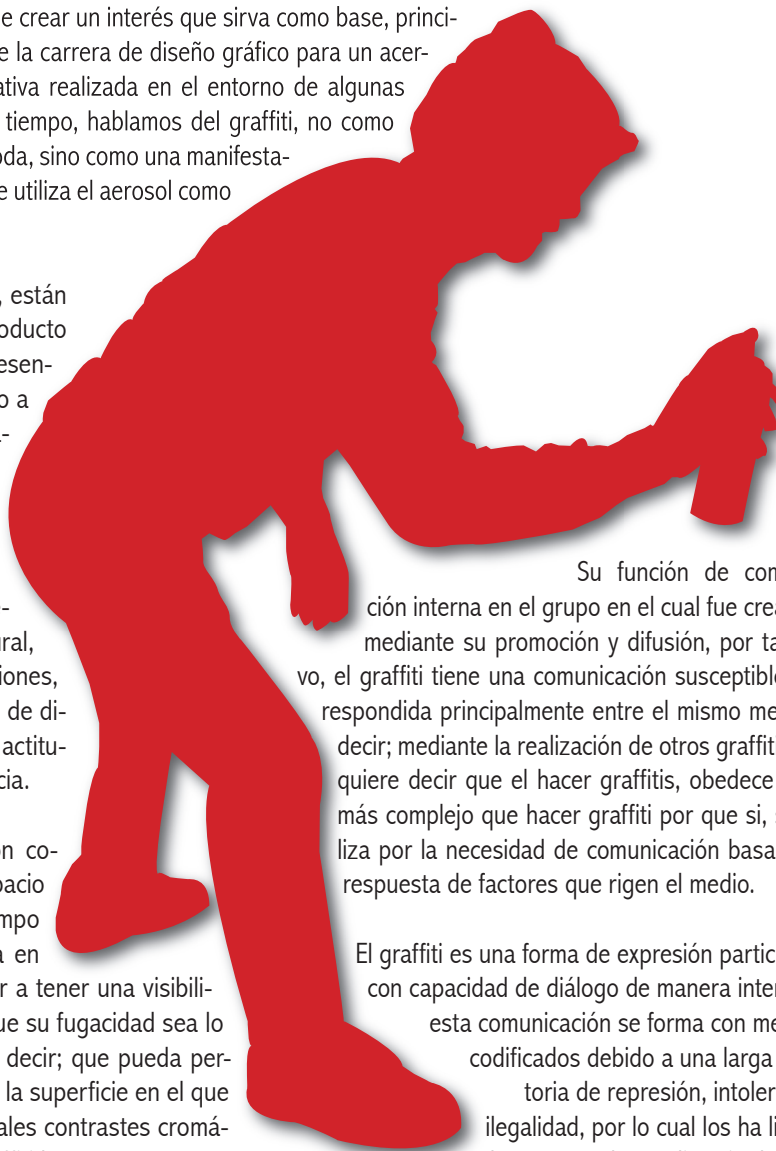 e crear un interés que sirva como base, princi-
e la carrera de diseño gráfico para un acer-
ativa realizada en el entorno de algunas
tiempo, hablamos del graffiti, no como
oda, sino como una manifesta-
e utiliza el aerosol como
, están
oducto
esen-
o a
-
-
ral,
iones,
de di-
actitu-
cia.
n co-
pacio
mpo
a en
r a tener una visibili-
ue su fugacidad sea lo
decir; que pueda per-
la superficie en el que
ales contrastes cromá-
Su función de com
ción interna en el grupo en el cual fue crea
mediante su promoción y difusión, por ta
vo, el graffiti tiene una comunicación susceptible
respondida principalmente entre el mismo me
decir; mediante la realización de otros graffiti
quiere decir que el hacer graffitis, obedece
más complejo que hacer graffiti por que si, s
liza por la necesidad de comunicación basa
respuesta de factores que rigen el medio.
El graffiti es una forma de expresión partic
con capacidad de diálogo de manera inter
esta comunicación se forma con me
codificados debido a una larga
toria de represión, intoler
ilegalidad, por lo cual los ha li